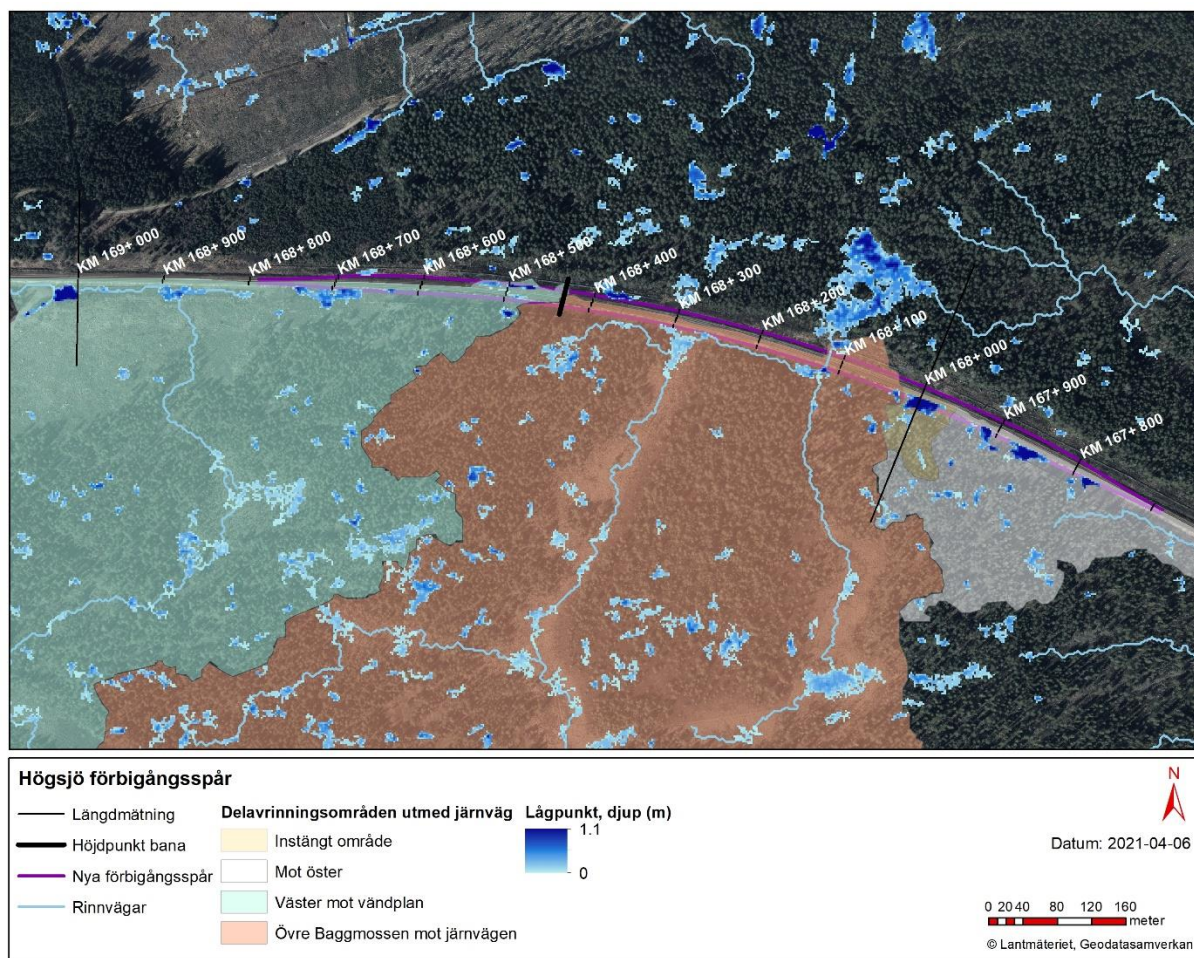 KM 169+ 000
KM 168+ 900
KM 168+ 800
KM 168+ 700
KM 168+ 600
KM 168+ 500
KM 168+ 400
KM 168+ 300
KM 168+ 200
KM 168+ 100
KM 168+ 000
KM 167+ 900
KM 167+ 800
Högsjö förbigångsspår
Längdmätning
Höjdpunkt bana
Nya förbigångsspår
Rinnvägar
Delavrinningsområden utmed järnväg
Instängt område
Mot öster
Väster mot vändplan
Övre Baggmossen mot järnvägen
Lågpunkt, djup (m)
1.1
0
N
Datum: 2021-04-06
0 20 40 80 120 160
meter
© Lantmäteriet, Geodatasamverkan